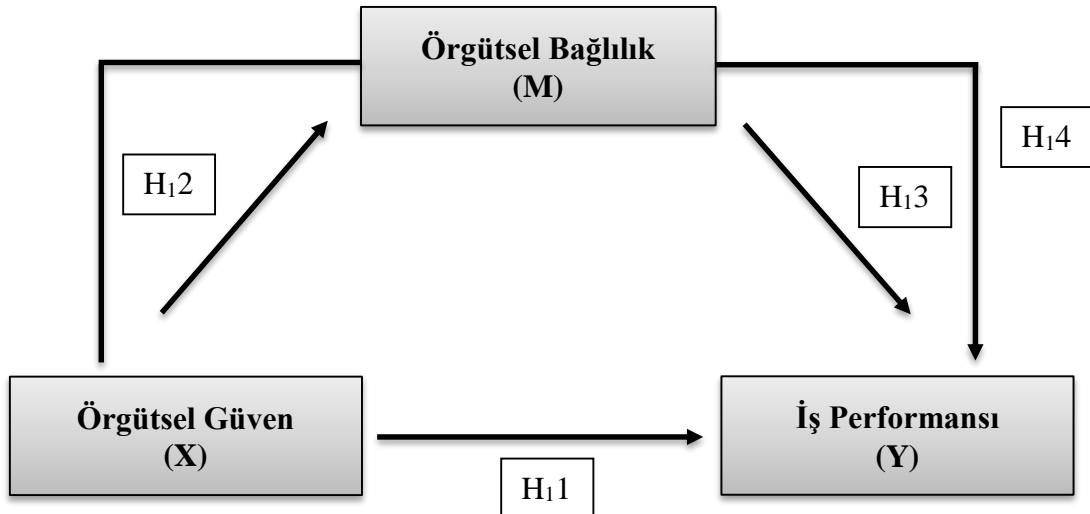 Örgütsel Bağlılık
(M)
H₁2
H₁4
H₁3
Örgütsel Güven
(X)
İş Performansı
(Y)
H₁1